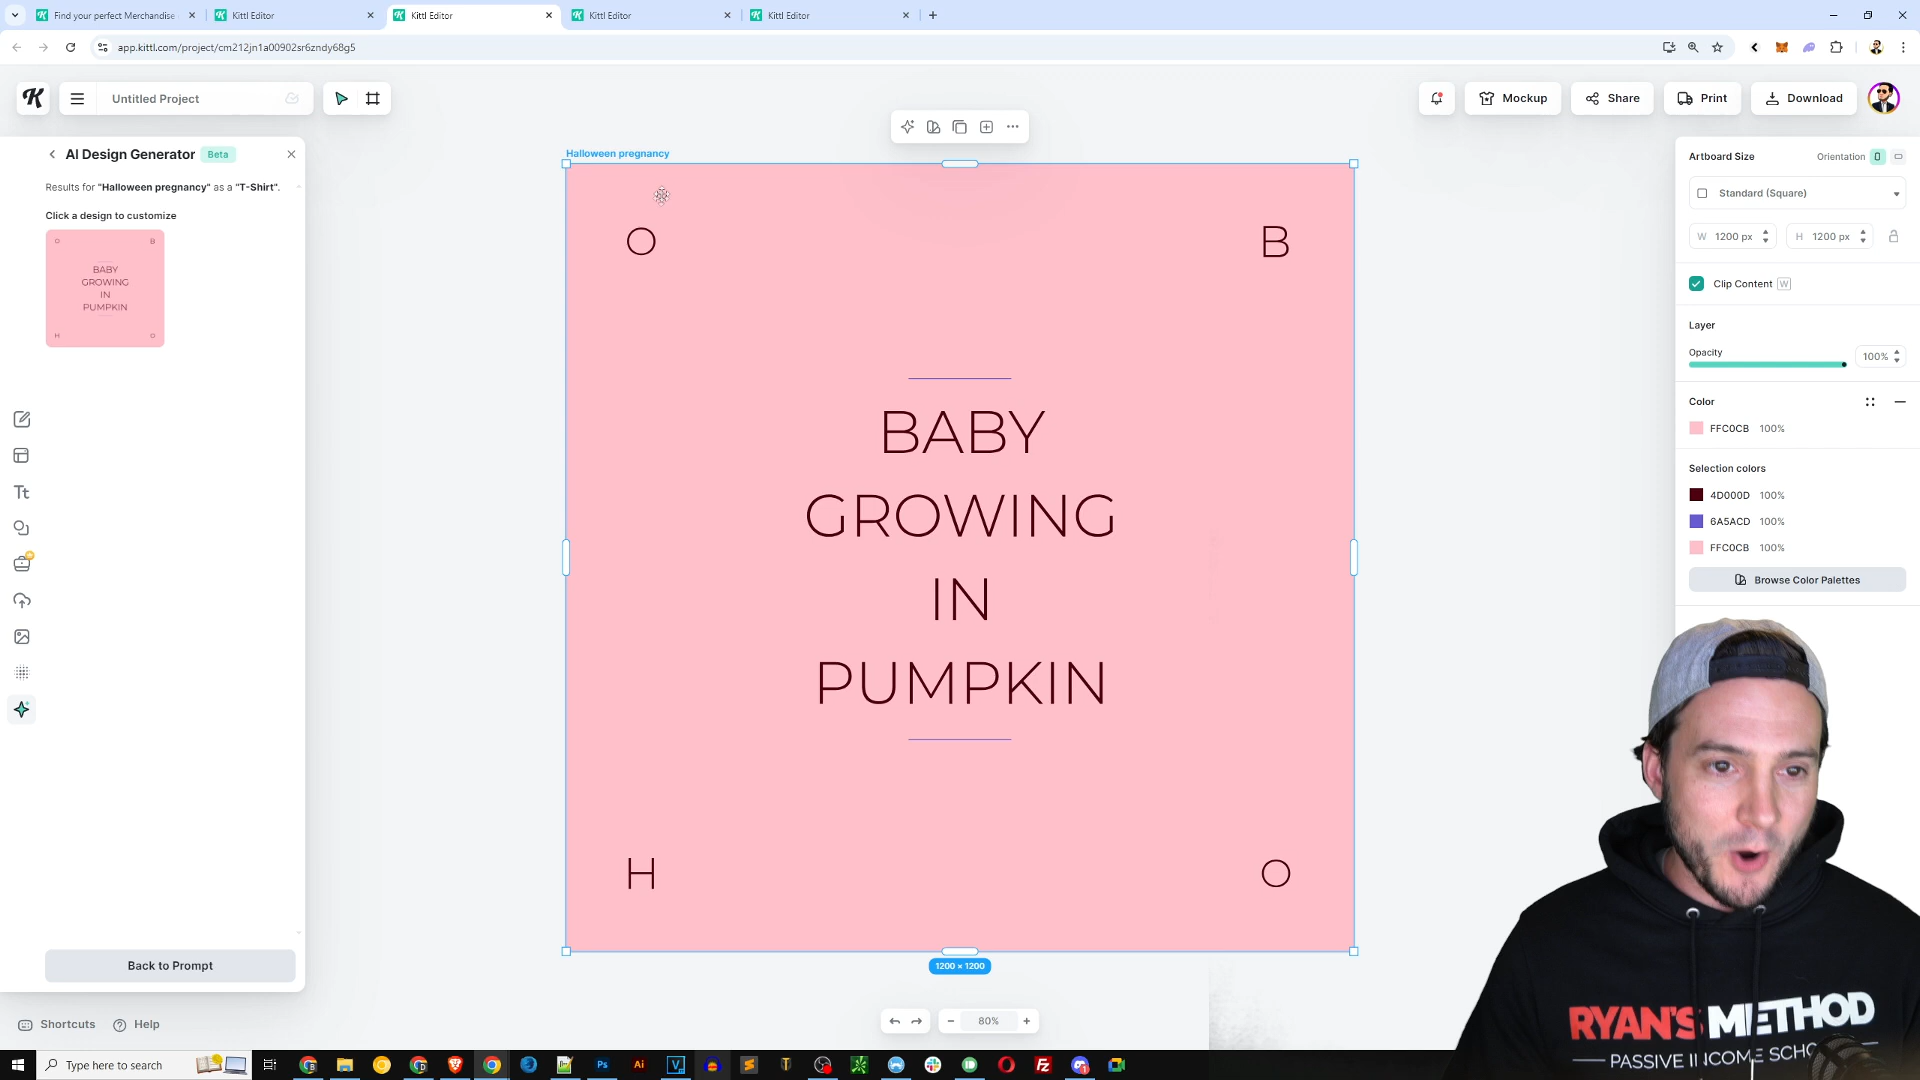 Find your perfect Merchandise
Kittl Editor
Kittl Editor
Kittl Editor
Kittl Editor
app.kittl.com/project/cm212jn1a00902sr6zndy68g5
K
Untitled Project
Mockup
Share
Print
Download
AI Design Generator
Beta
Results for "Halloween pregnancy" as a "T-Shirt".
Click a design to customize
O
B
BABY
GROWING
IN
PUMPKIN
H
O
Tt
Back to Prompt
Shortcuts
Help
Halloween pregnancy
O
B
BABY
GROWING
IN
PUMPKIN
H
O
1200 × 1200
80%
Artboard Size
Orientation
Standard (Square)
W 1200 px
H 1200 px
Clip Content W
Layer
Opacity
100%
Color
FFC0CB 100%
Selection colors
4D000D 100%
6A5ACD 100%
FFC0CB 100%
Browse Color Palettes
RYAN'S METHOD
PASSIVE INCOME
Type here to search
Ps
Ai